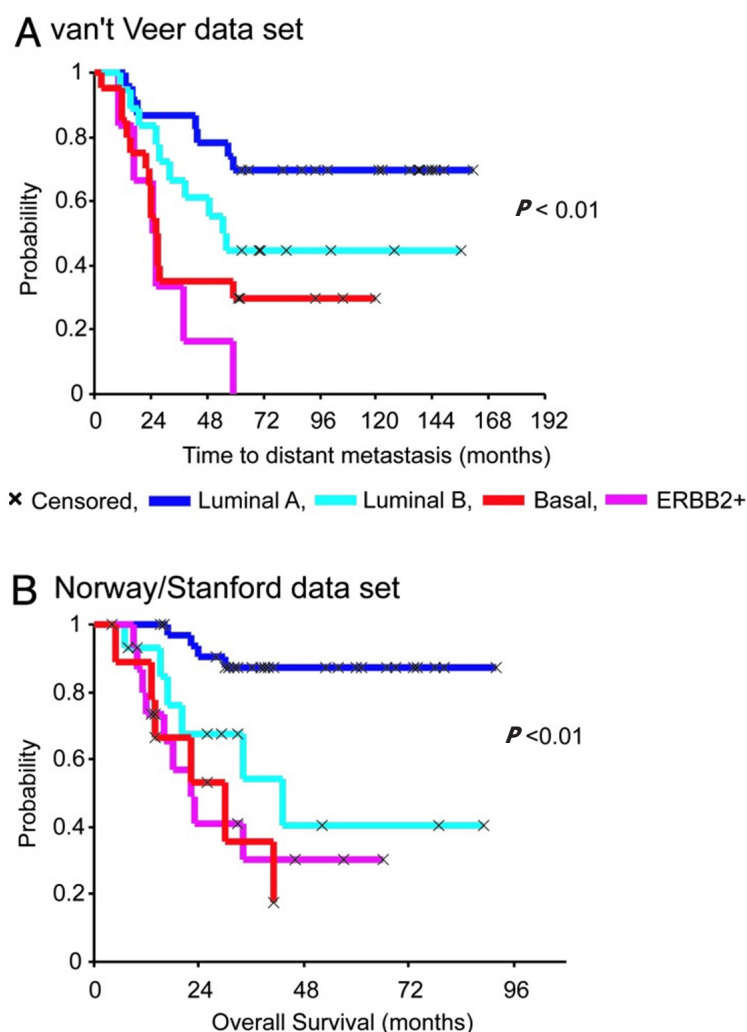 A van't Veer data set
1
0.8
0.6
0.4
0.2
0
Probabilility
0 24 48 72 96 120 144 168 192
Time to distant metastasis (months)
P < 0.01
× Censored, Luminal A, Luminal B, Basal, ERBB2+
B Norway/Stanford data set
1
0.8
0.6
0.4
0.2
0
Probability
0 24 48 72 96
Overall Survival (months)
P <0.01